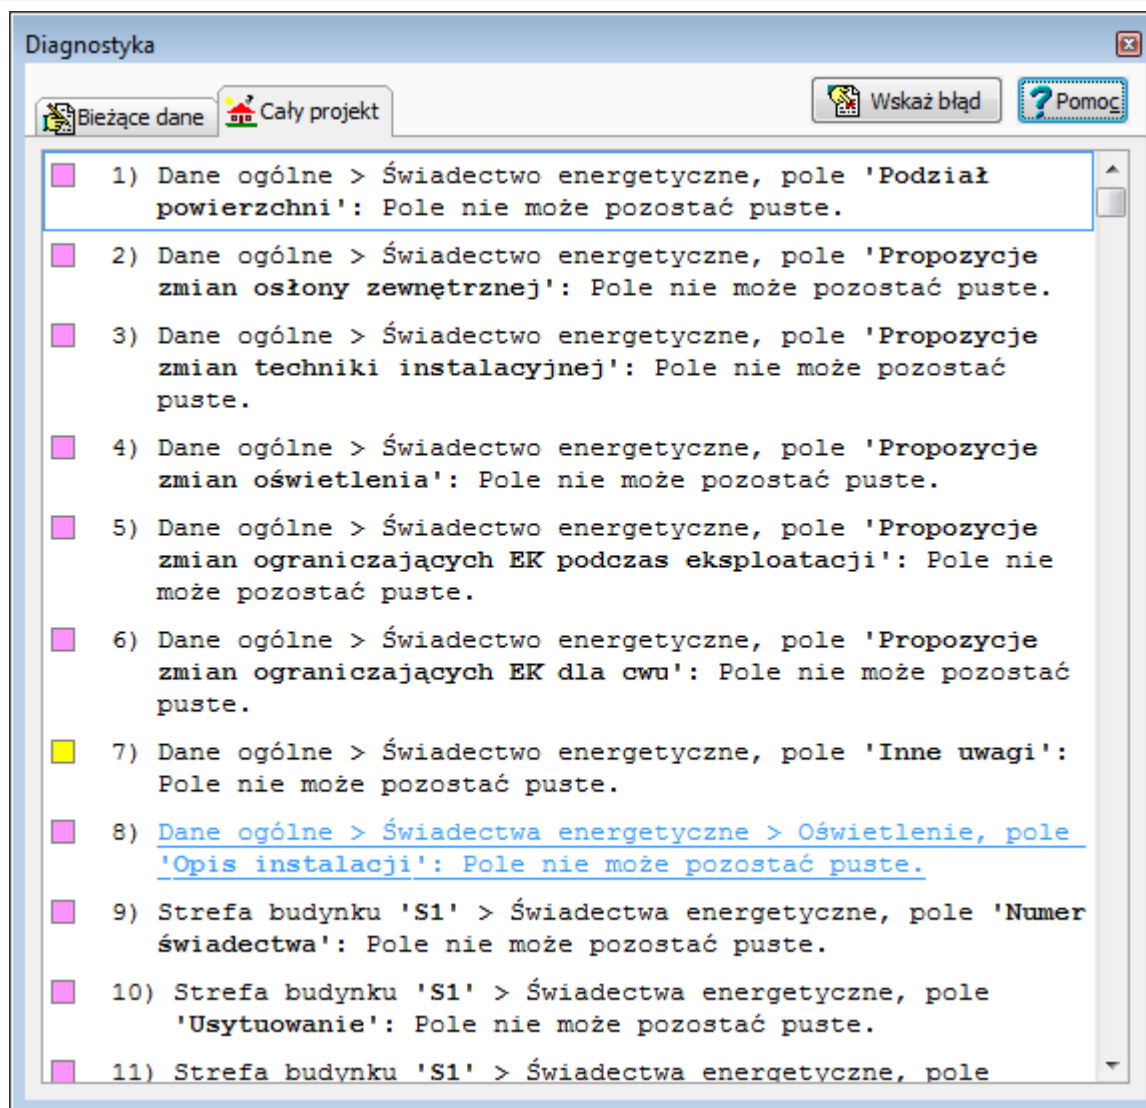 Diagnostyka
Bieżące dane
Cały projekt
Wskaż błąd
Pomoc
1) Dane ogólne > Świadectwo energetyczne, pole 'Podział
powierzchni': Pole nie może pozostać puste.
2) Dane ogólne > Świadectwo energetyczne, pole 'Propozycje
zmian osłony zewnętrznej': Pole nie może pozostać puste.
3) Dane ogólne > Świadectwo energetyczne, pole 'Propozycje
zmian techniki instalacyjnej': Pole nie może pozostać
puste.
4) Dane ogólne > Świadectwo energetyczne, pole 'Propozycje
zmian oświetlenia': Pole nie może pozostać puste.
5) Dane ogólne > Świadectwo energetyczne, pole 'Propozycje
zmian ograniczających EK podczas eksploatacji': Pole nie
może pozostać puste.
6) Dane ogólne > Świadectwo energetyczne, pole 'Propozycje
zmian ograniczających EK dla cwu': Pole nie może pozostać
puste.
7) Dane ogólne > Świadectwo energetyczne, pole 'Inne uwagi':
Pole nie może pozostać puste.
8) Dane ogólne > Świadectwa energetyczne > Oświetlenie, pole
'Opis instalacji': Pole nie może pozostać puste.
9) Strefa budynku 'S1' > Świadectwa energetyczne, pole 'Numer
świadectwa': Pole nie może pozostać puste.
10) Strefa budynku 'S1' > Świadectwa energetyczne, pole
'Usytuowanie': Pole nie może pozostać puste.
11) Strefa budynku 'S1' > Świadectwa energetyczne, pole